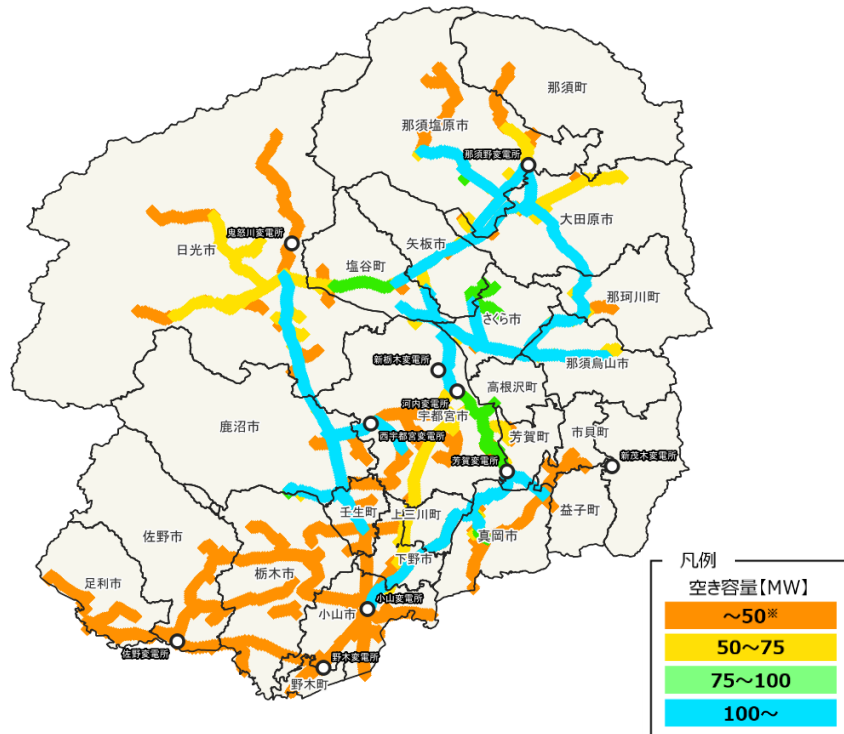 那須町
那須塩原市
那須野変電所
大田原市
鬼怒川変電所
日光市
矢板市
塩谷町
那珂川町
さくら市
那須烏山市
新栃木変電所
高根沢町
河内変電所
宇都宮市
鹿沼市
西宇都宮変電所
芳賀町
市貝町
新茂木変電所
芳賀変電所
壬生町
上三川町
益子町
真岡市
佐野市
下野市
栃木市
足利市
小山変電所
小山市
佐野変電所
野木変電所
野木町
凡例
空き容量【MW】
～50※
50～75
75～100
100～